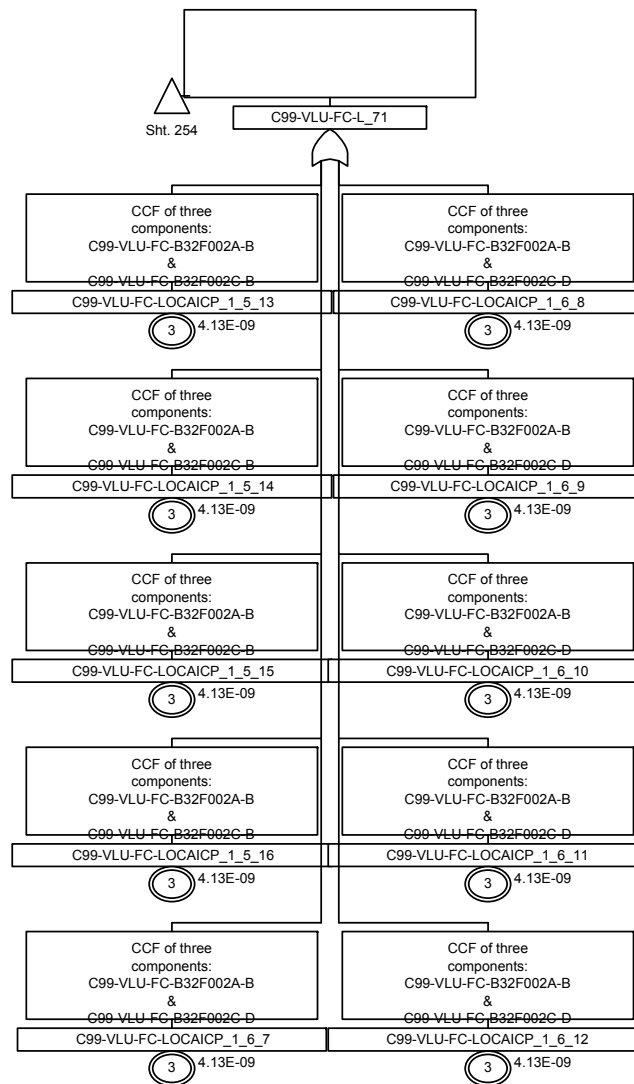 Sht. 254
C99-VLU-FC-L_71
CCF of three
components:
C99-VLU-FC-B32F002A-B
&
C99-VLU-FC-B32F002C-B
C99-VLU-FC-LOCAICP_1_5_13
3
4.13E-09
CCF of three
components:
C99-VLU-FC-B32F002A-B
&
C99-VLU-FC-B32F002C-D
C99-VLU-FC-LOCAICP_1_6_8
3
4.13E-09
CCF of three
components:
C99-VLU-FC-B32F002A-B
&
C99-VLU-FC-B32F002C-B
C99-VLU-FC-LOCAICP_1_5_14
3
4.13E-09
CCF of three
components:
C99-VLU-FC-B32F002A-B
&
C99-VLU-FC-B32F002C-D
C99-VLU-FC-LOCAICP_1_6_9
3
4.13E-09
CCF of three
components:
C99-VLU-FC-B32F002A-B
&
C99-VLU-FC-B32F002C-B
C99-VLU-FC-LOCAICP_1_5_15
3
4.13E-09
CCF of three
components:
C99-VLU-FC-B32F002A-B
&
C99-VLU-FC-B32F002C-D
C99-VLU-FC-LOCAICP_1_6_10
3
4.13E-09
CCF of three
components:
C99-VLU-FC-B32F002A-B
&
C99-VLU-FC-B32F002C-B
C99-VLU-FC-LOCAICP_1_5_16
3
4.13E-09
CCF of three
components:
C99-VLU-FC-B32F002A-B
&
C99-VLU-FC-B32F002C-D
C99-VLU-FC-LOCAICP_1_6_11
3
4.13E-09
CCF of three
components:
C99-VLU-FC-B32F002A-B
&
C99-VLU-FC-B32F002C-D
C99-VLU-FC-LOCAICP_1_6_7
3
4.13E-09
CCF of three
components:
C99-VLU-FC-B32F002A-B
&
C99-VLU-FC-B32F002C-D
C99-VLU-FC-LOCAICP_1_6_12
3
4.13E-09